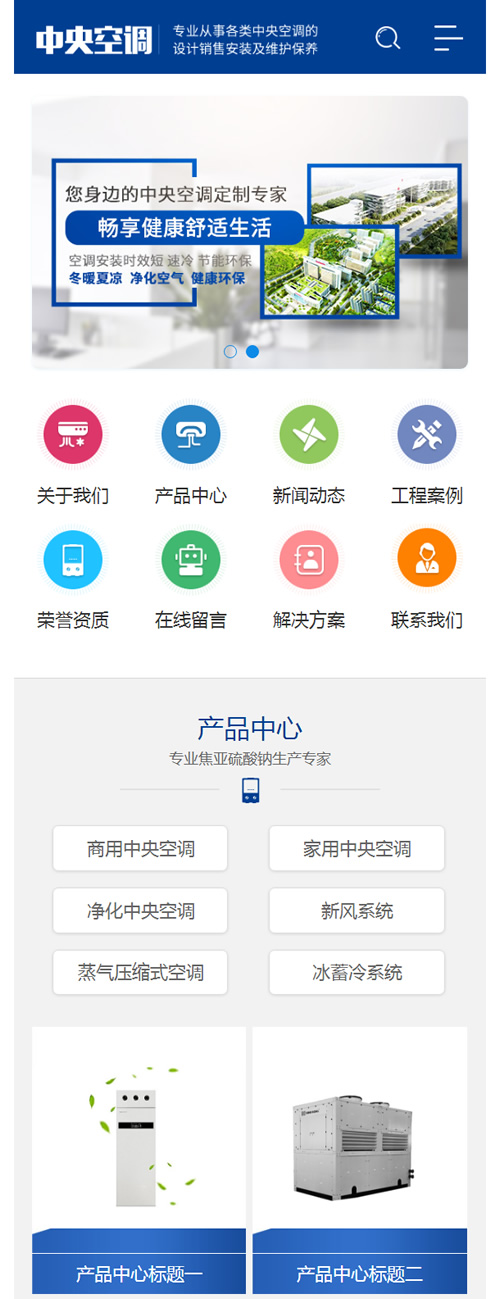 中央空调
专业从事各类中央空调的
设计销售安装及维护保养
您身边的中央空调定制专家
畅享健康舒适生活
空调安装时效短 速冷 节能环保
冬暖夏凉 净化空气 健康环保
关于我们 产品中心 新闻动态 工程案例
荣誉资质 在线留言 解决方案 联系我们
产品中心
专业焦亚硫酸钠生产专家
商用中央空调 家用中央空调
净化中央空调 新风系统
蒸气压缩式空调 冰蓄冷系统
产品中心标题一 产品中心标题二